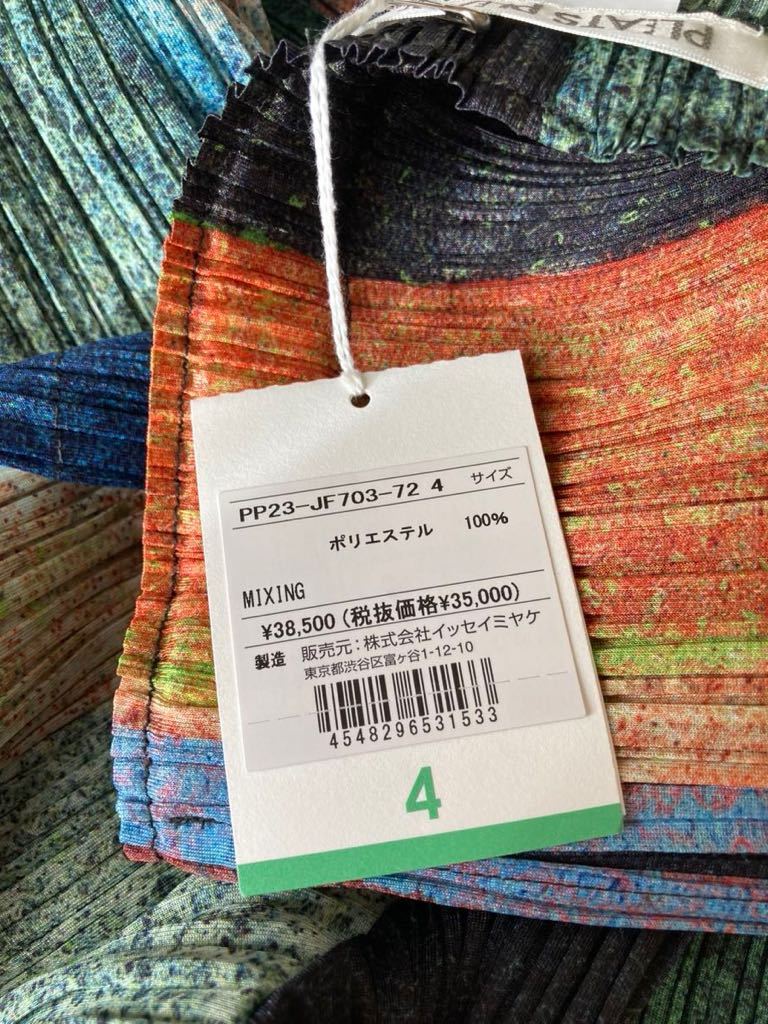 PLEATS
PP23-JF703-72 4 サイズ
ポリエステル 100%
MIXING
¥38,500 (税抜価格¥35,000)
製造 販売元:株式会社イッセイミヤケ
東京都渋谷区富ヶ谷1-12-10
4548296531533
4